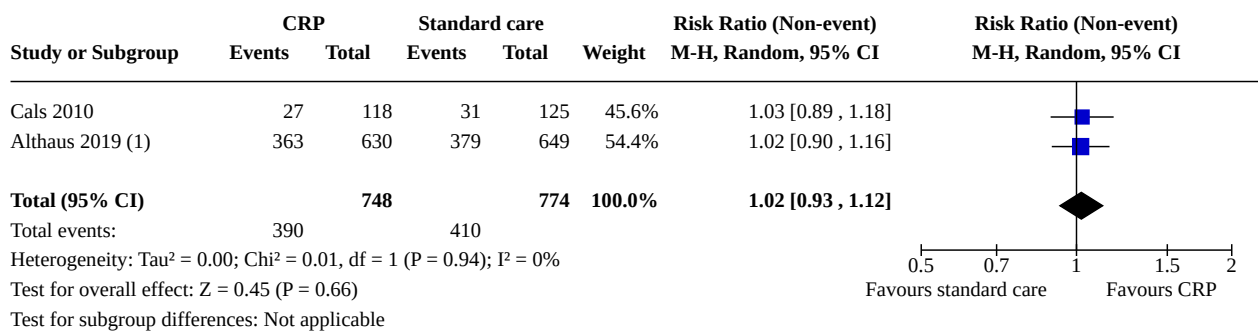 CRP Standard care Risk Ratio (Non-event) Risk Ratio (Non-event)
Study or Subgroup Events Total Events Total Weight M-H, Random, 95% CI M-H, Random, 95% CI
Cals 2010 27 118 31 125 45.6% 1.03 [0.89 , 1.18]
Althaus 2019 (1) 363 630 379 649 54.4% 1.02 [0.90 , 1.16]
Total (95% CI) 748 774 100.0% 1.02 [0.93 , 1.12]
Total events: 390 410
Heterogeneity: Tau² = 0.00; Chi² = 0.01, df = 1 (P = 0.94); I² = 0%
0.5 0.7 1 1.5 2
Test for overall effect: Z = 0.45 (P = 0.66) Favours standard care Favours CRP
Test for subgroup differences: Not applicable